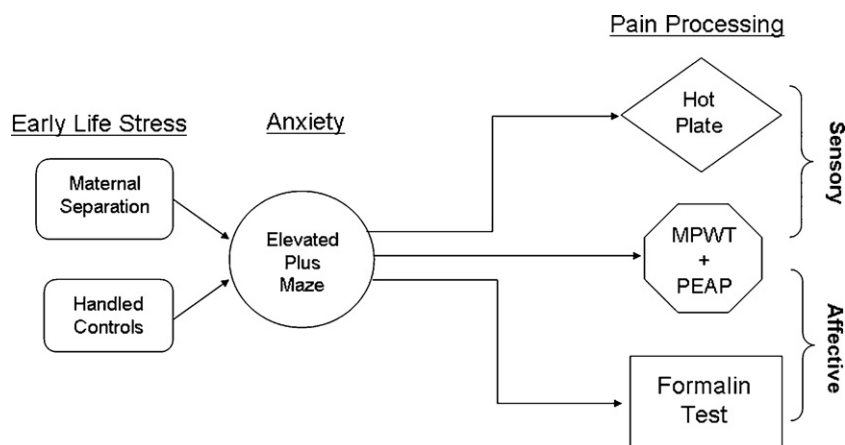 Early Life Stress
Maternal
Separation
Handled
Controls
Anxiety
Elevated
Plus
Maze
Pain Processing
Hot
Plate
MPWT
+
PEAP
Formalin
Test
Sensory
Affective